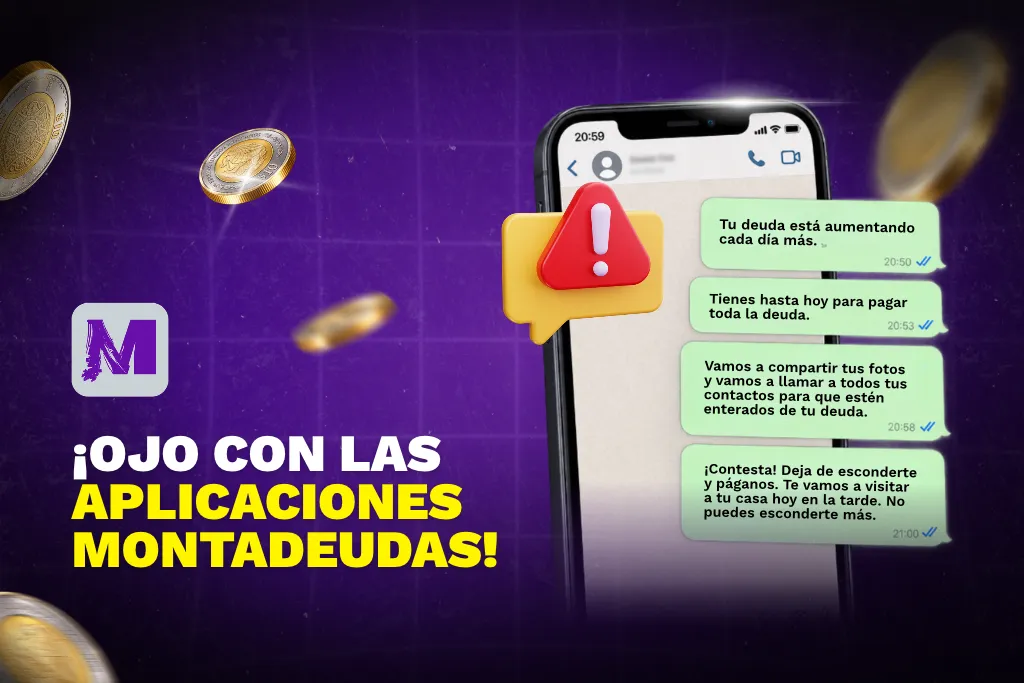 20:59
Tu deuda está aumentando
cada día más.
20:50
Tienes hasta hoy para pagar
toda la deuda.
20:53
Vamos a compartir tus fotos
y vamos a llamar a todos tus
contactos para que estén
enterados de tu deuda.
20:58
¡Contesta! Deja de esconderte
y páganos. Te vamos a visitar
a tu casa hoy en la tarde. No
puedes esconderte más.
21:00
M
¡OJO CON LAS
APLICACIONES
MONTADEUDAS!